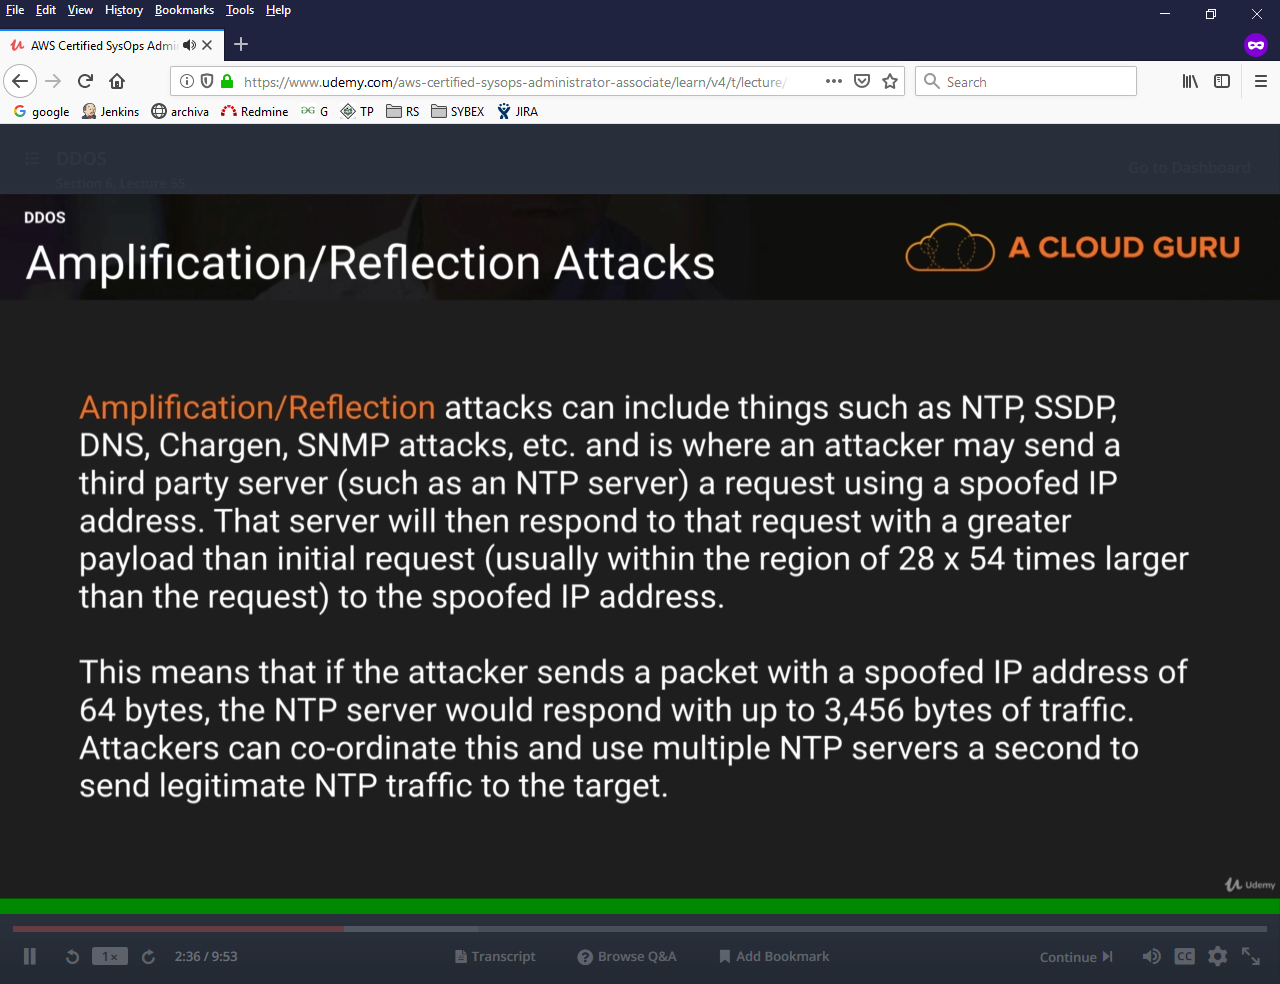 File Edit View History Bookmarks Tools Help
AWS Certified SysOps Admi
https://www.udemy.com/aws-certified-sysops-administrator-associate/learn/v4/t/lecture/
Search
google Jenkins archiva Redmine G TP RS SYBEX JIRA
DDOS
Go to Dashboard
Section 6, Lecture 55
DDOS
Amplification/Reflection Attacks
A CLOUD GURU
Amplification/Reflection attacks can include things such as NTP, SSDP,
DNS, Chargen, SNMP attacks, etc. and is where an attacker may send a
third party server (such as an NTP server) a request using a spoofed IP
address. That server will then respond to that request with a greater
payload than initial request (usually within the region of 28 x 54 times larger
than the request) to the spoofed IP address.
This means that if the attacker sends a packet with a spoofed IP address of
64 bytes, the NTP server would respond with up to 3,456 bytes of traffic.
Attackers can co-ordinate this and use multiple NTP servers a second to
send legitimate NTP traffic to the target.
Udemy
1x 2:36 / 9:53 Transcript Browse Q&A Add Bookmark Continue CC